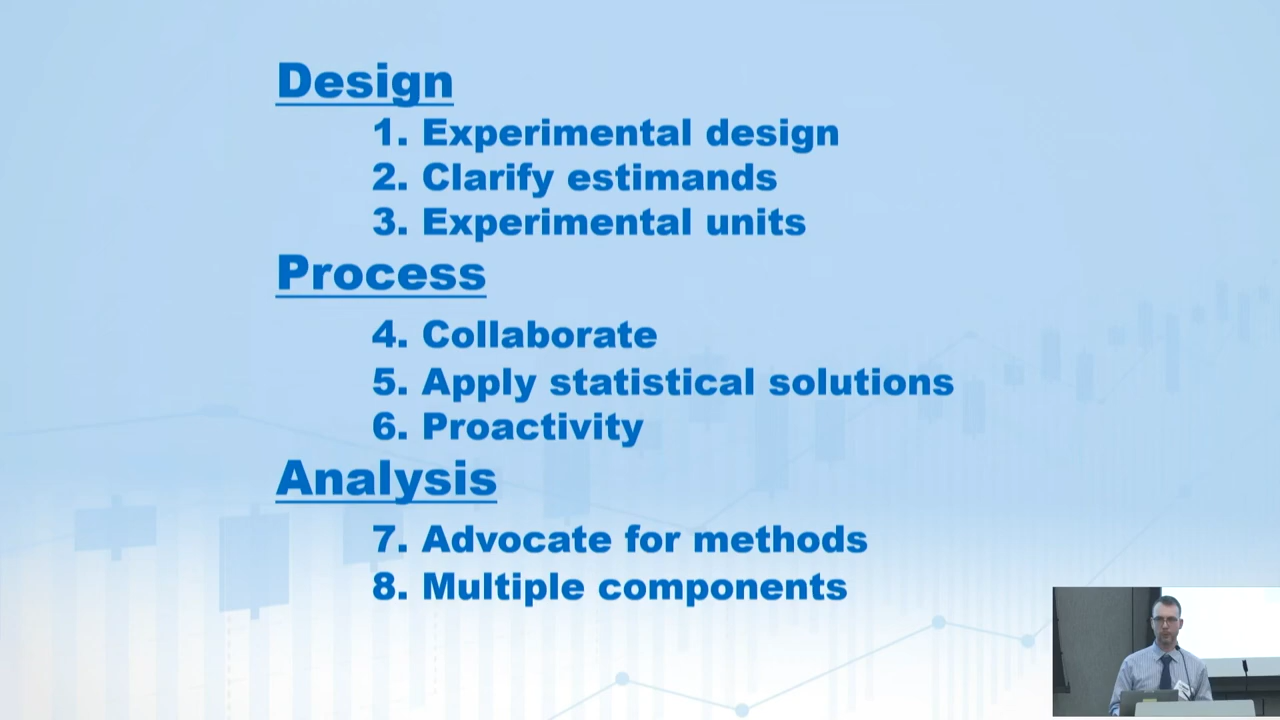 Design
1. Experimental design
2. Clarify estimands
3. Experimental units
Process
4. Collaborate
5. Apply statistical solutions
6. Proactivity
Analysis
7. Advocate for methods
8. Multiple components